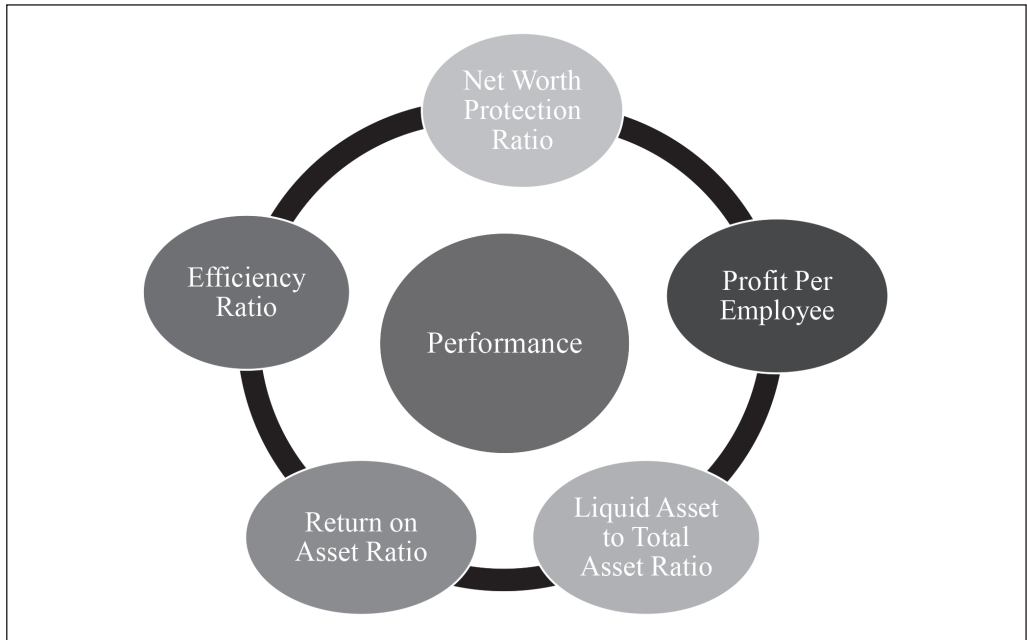 Net Worth
Protection
Ratio
Efficiency
Ratio
Profit Per
Employee
Performance
Return on
Asset Ratio
Liquid Asset
to Total
Asset Ratio